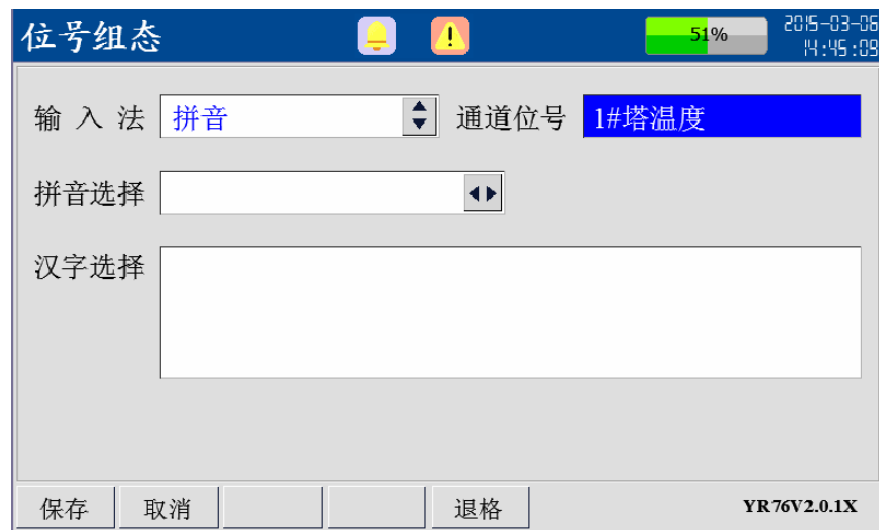 位号组态 51% 2015-03-06
14:45:09
输入法 拼音 通道位号 1#塔温度
拼音选择
汉字选择
保存 取消 退格 YR76V2.0.1X